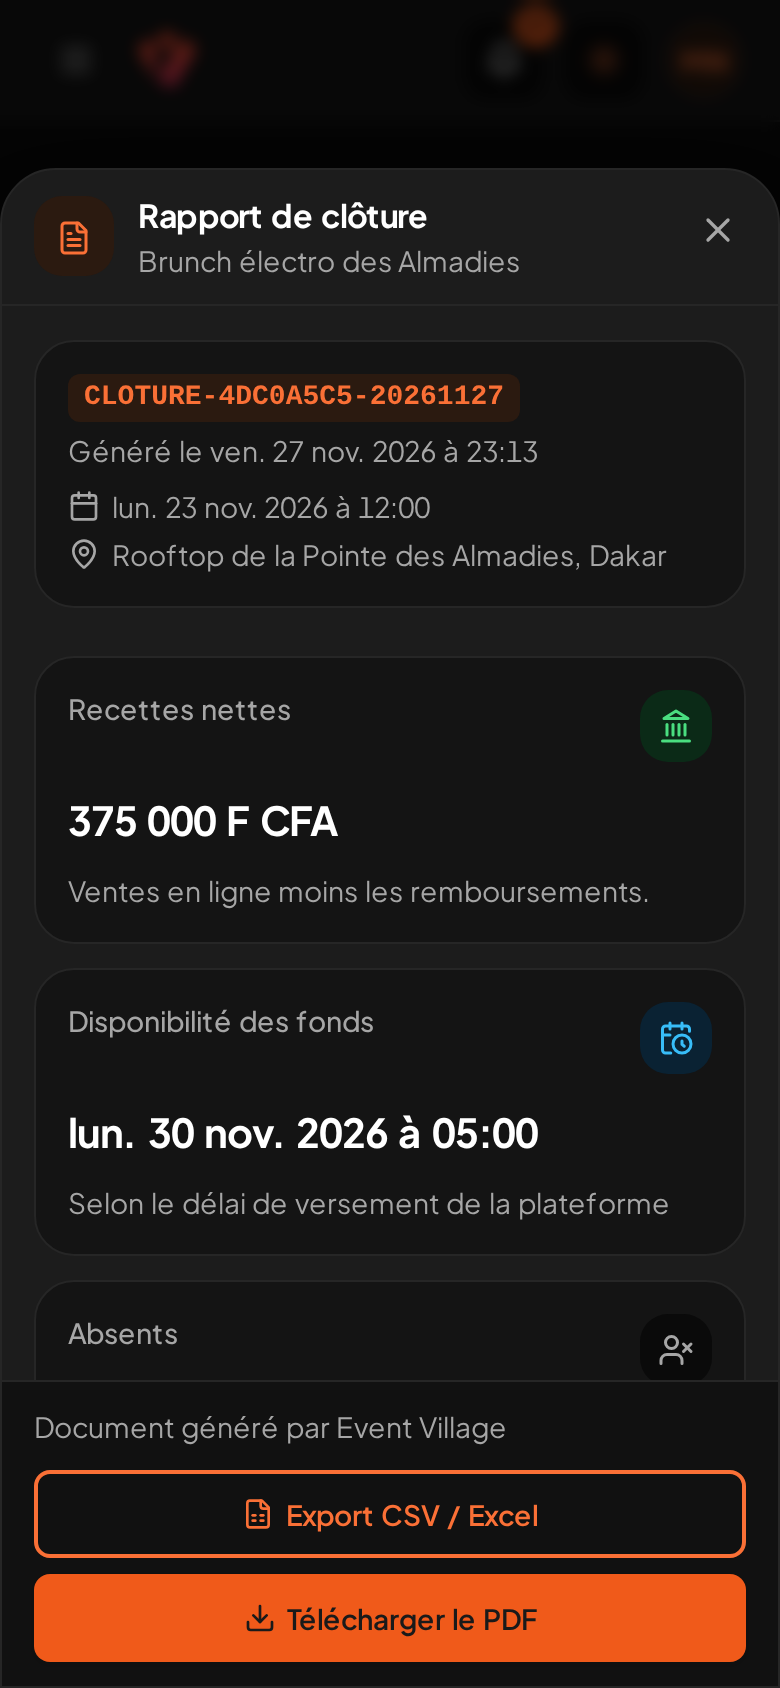 Rapport de clôture
Brunch électro des Almadies
CLOTURE-4DC0A5C5-20261127
Généré le ven. 27 nov. 2026 à 23:13
lun. 23 nov. 2026 à 12:00
Rooftop de la Pointe des Almadies, Dakar
Recettes nettes
375 000 F CFA
Ventes en ligne moins les remboursements.
Disponibilité des fonds
lun. 30 nov. 2026 à 05:00
Selon le délai de versement de la plateforme
Absents
Document généré par Event Village
Export CSV / Excel
Télécharger le PDF